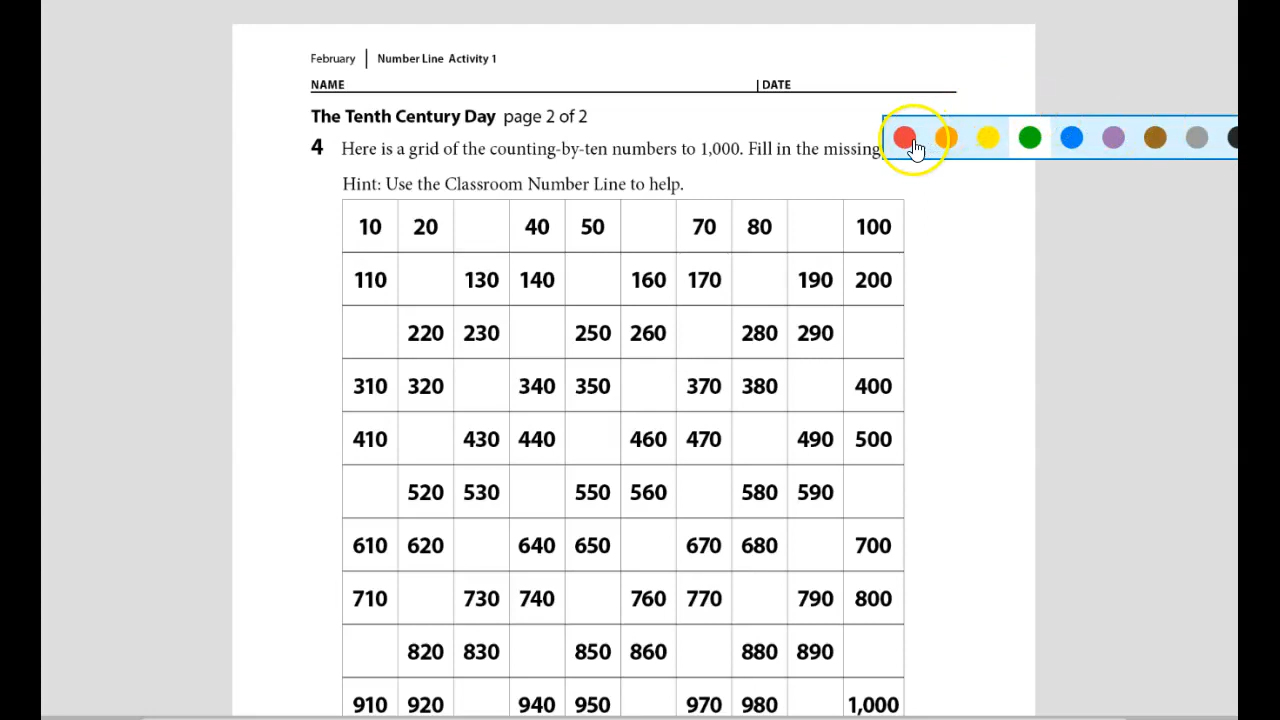 February | Number Line Activity 1
NAME | DATE
The Tenth Century Day page 2 of 2
4 Here is a grid of the counting-by-ten numbers to 1,000. Fill in the missing
Hint: Use the Classroom Number Line to help.
10 20 40 50 70 80 100
110 130 140 160 170 190 200
220 230 250 260 280 290
310 320 340 350 370 380 400
410 430 440 460 470 490 500
520 530 550 560 580 590
610 620 640 650 670 680 700
710 730 740 760 770 790 800
820 830 850 860 880 890
910 920 940 950 970 980 1,000